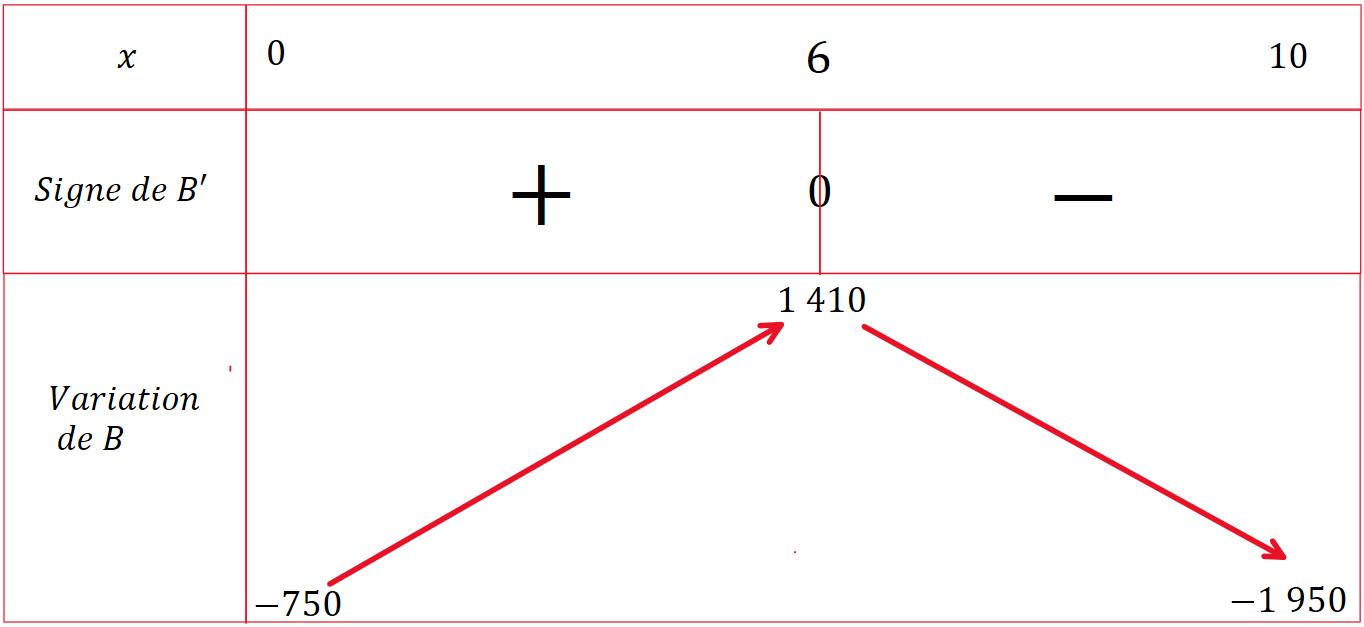 x 0 6 10
Signe de B′ + 0 −
1 410
Variation
de B
−750 −1 950